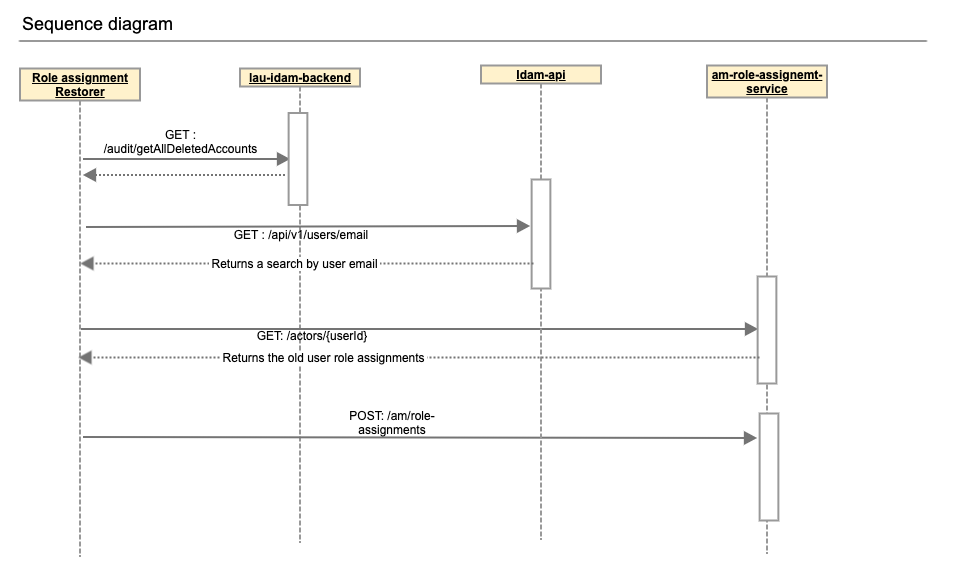 Sequence diagram
Role assignment
Restorer
lau-idam-backend
Idam-api
am-role-assignemt-
service
GET :
/audit/getAllDeletedAccounts
GET : /api/v1/users/email
Returns a search by user email
GET: /actors/{userId}
Returns the old user role assignments
POST: /am/role-
assignments